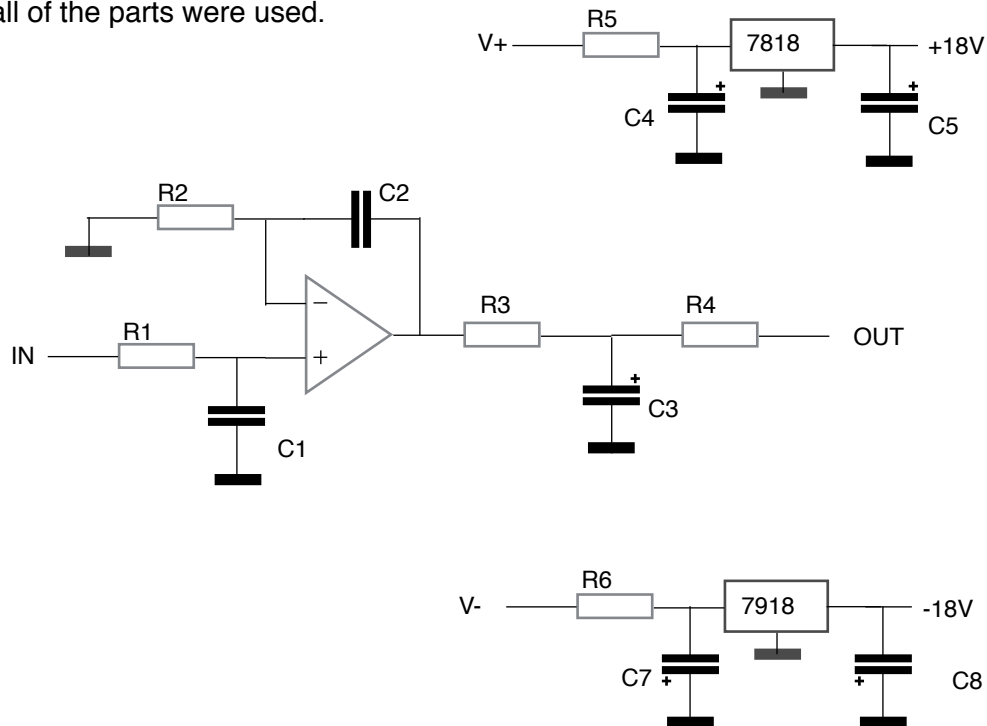 all of the parts were used.
R5
V+
7818
+18V
C4
C5
R2
C2
R3
R4
R1
IN
−
+
OUT
C3
C1
R6
V-
7918
-18V
C7
C8